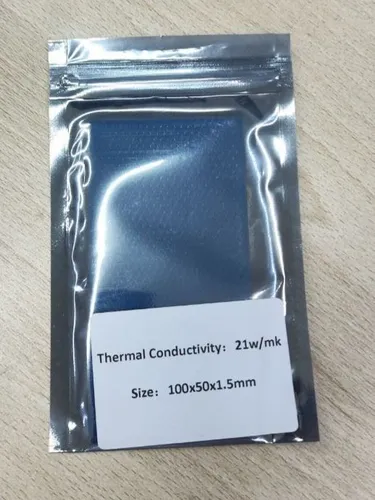 Thermal Conductivity： 21w/mk
Size： 100x50x1.5mm